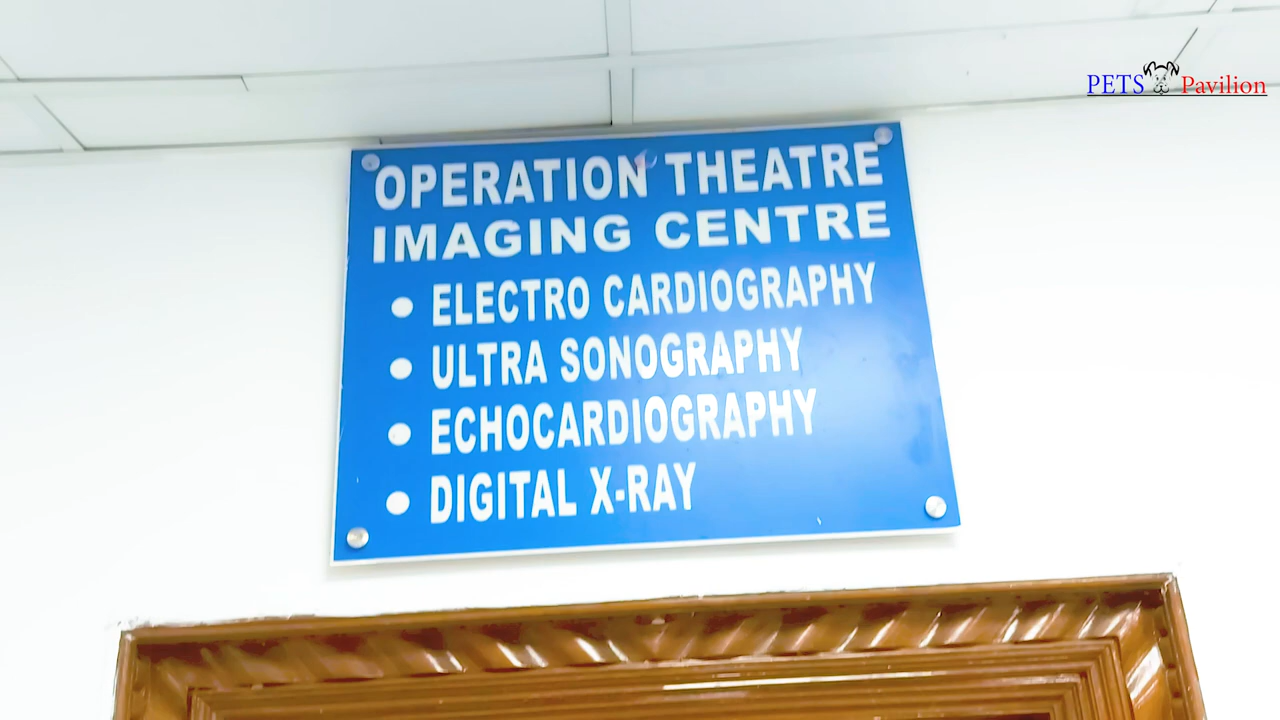 PETS Pavilion
OPERATION THEATRE
IMAGING CENTRE
• ELECTRO CARDIOGRAPHY
• ULTRA SONOGRAPHY
• ECHOCARDIOGRAPHY
• DIGITAL X-RAY